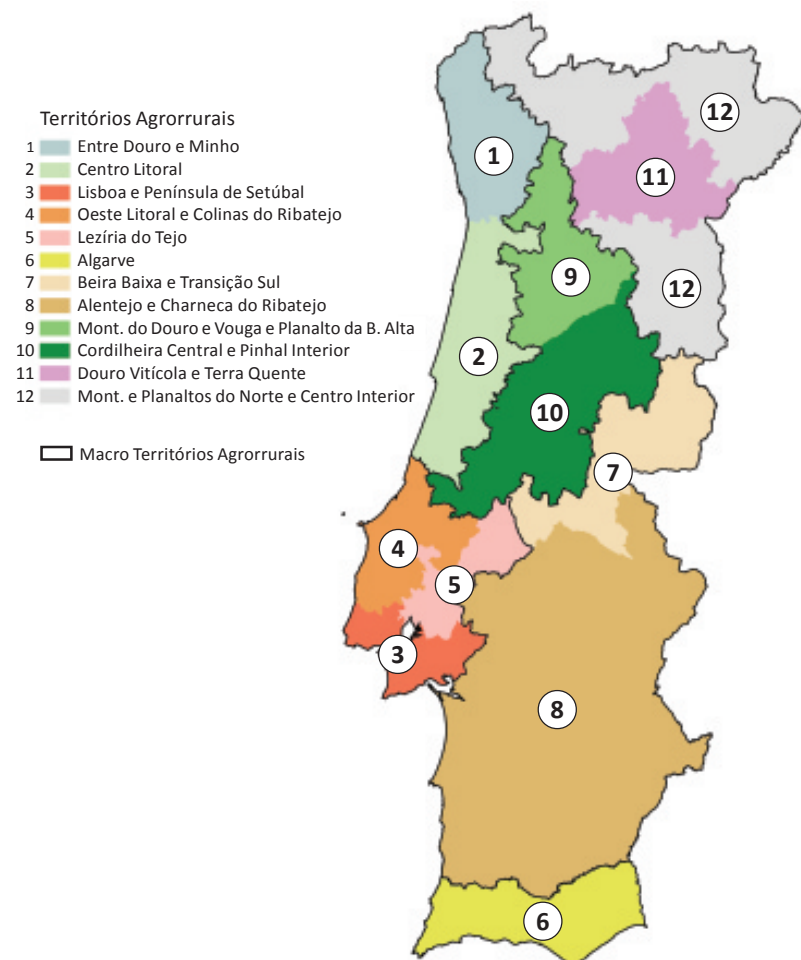 Territórios Agrorrurais
1 Entre Douro e Minho
2 Centro Litoral
3 Lisboa e Península de Setúbal
4 Oeste Litoral e Colinas do Ribatejo
5 Lezíria do Tejo
6 Algarve
7 Beira Baixa e Transição Sul
8 Alentejo e Charneca do Ribatejo
9 Mont. do Douro e Vouga e Planalto da B. Alta
10 Cordilheira Central e Pinhal Interior
11 Douro Vitícola e Terra Quente
12 Mont. e Planaltos do Norte e Centro Interior
Macro Territórios Agrorrurais
12
1
11
9
12
2
10
7
4
5
3
8
6